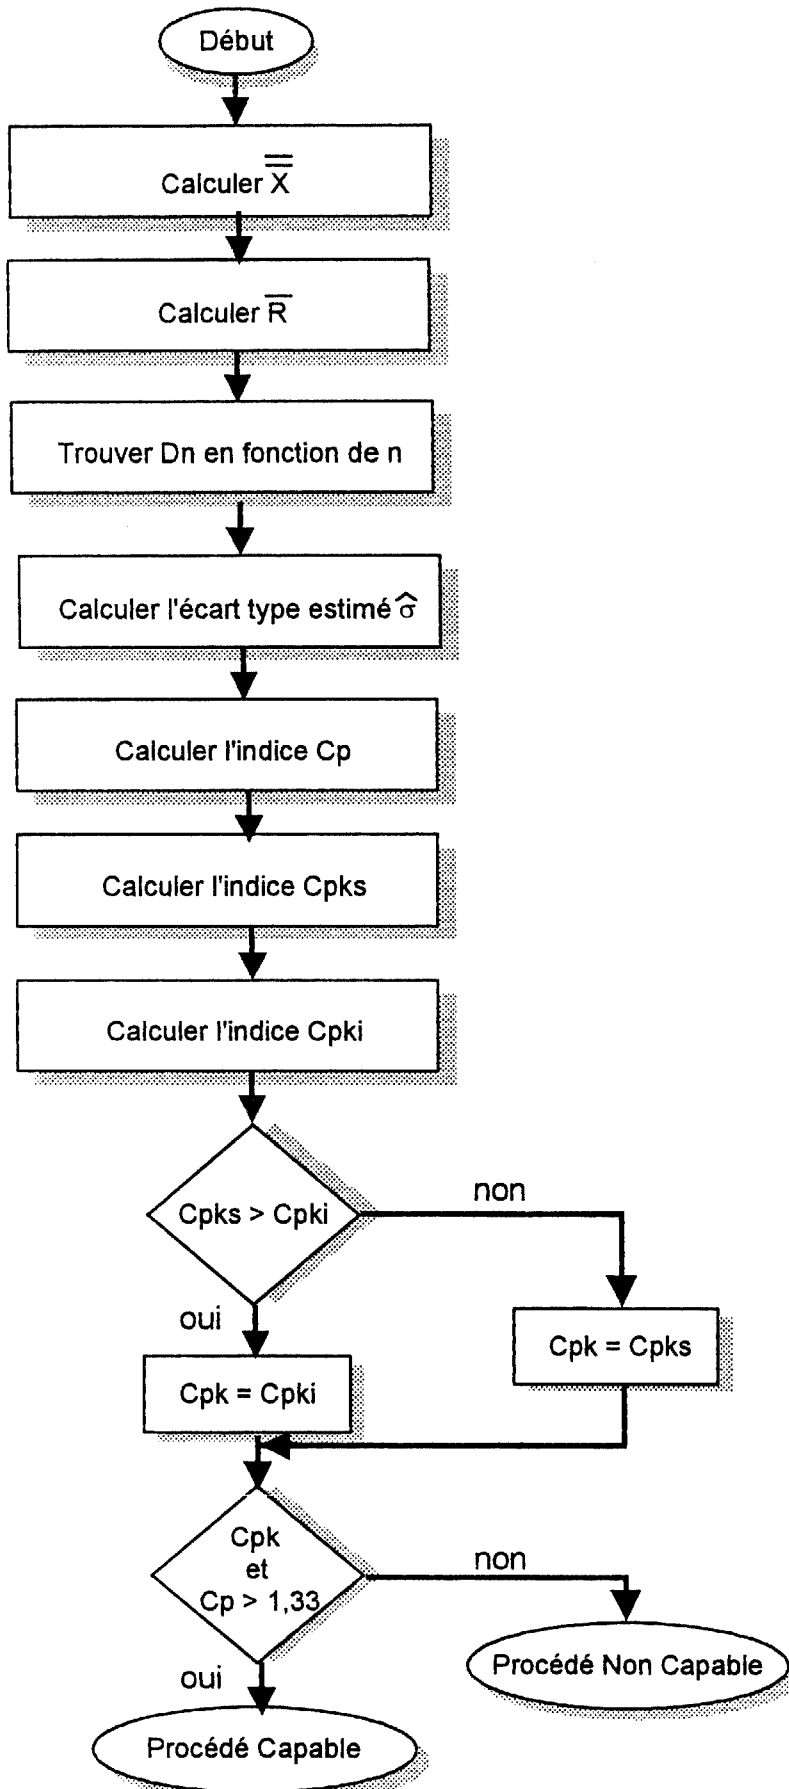 Début
Calculer X̿
Calculer R̅
Trouver Dn en fonction de n
Calculer l'écart type estimé σ̂
Calculer l'indice Cp
Calculer l'indice Cpks
Calculer l'indice Cpki
Cpks > Cpki
non
oui
Cpk = Cpks
Cpk = Cpki
Cpk
et
Cp > 1,33
non
oui
Procédé Non Capable
Procédé Capable